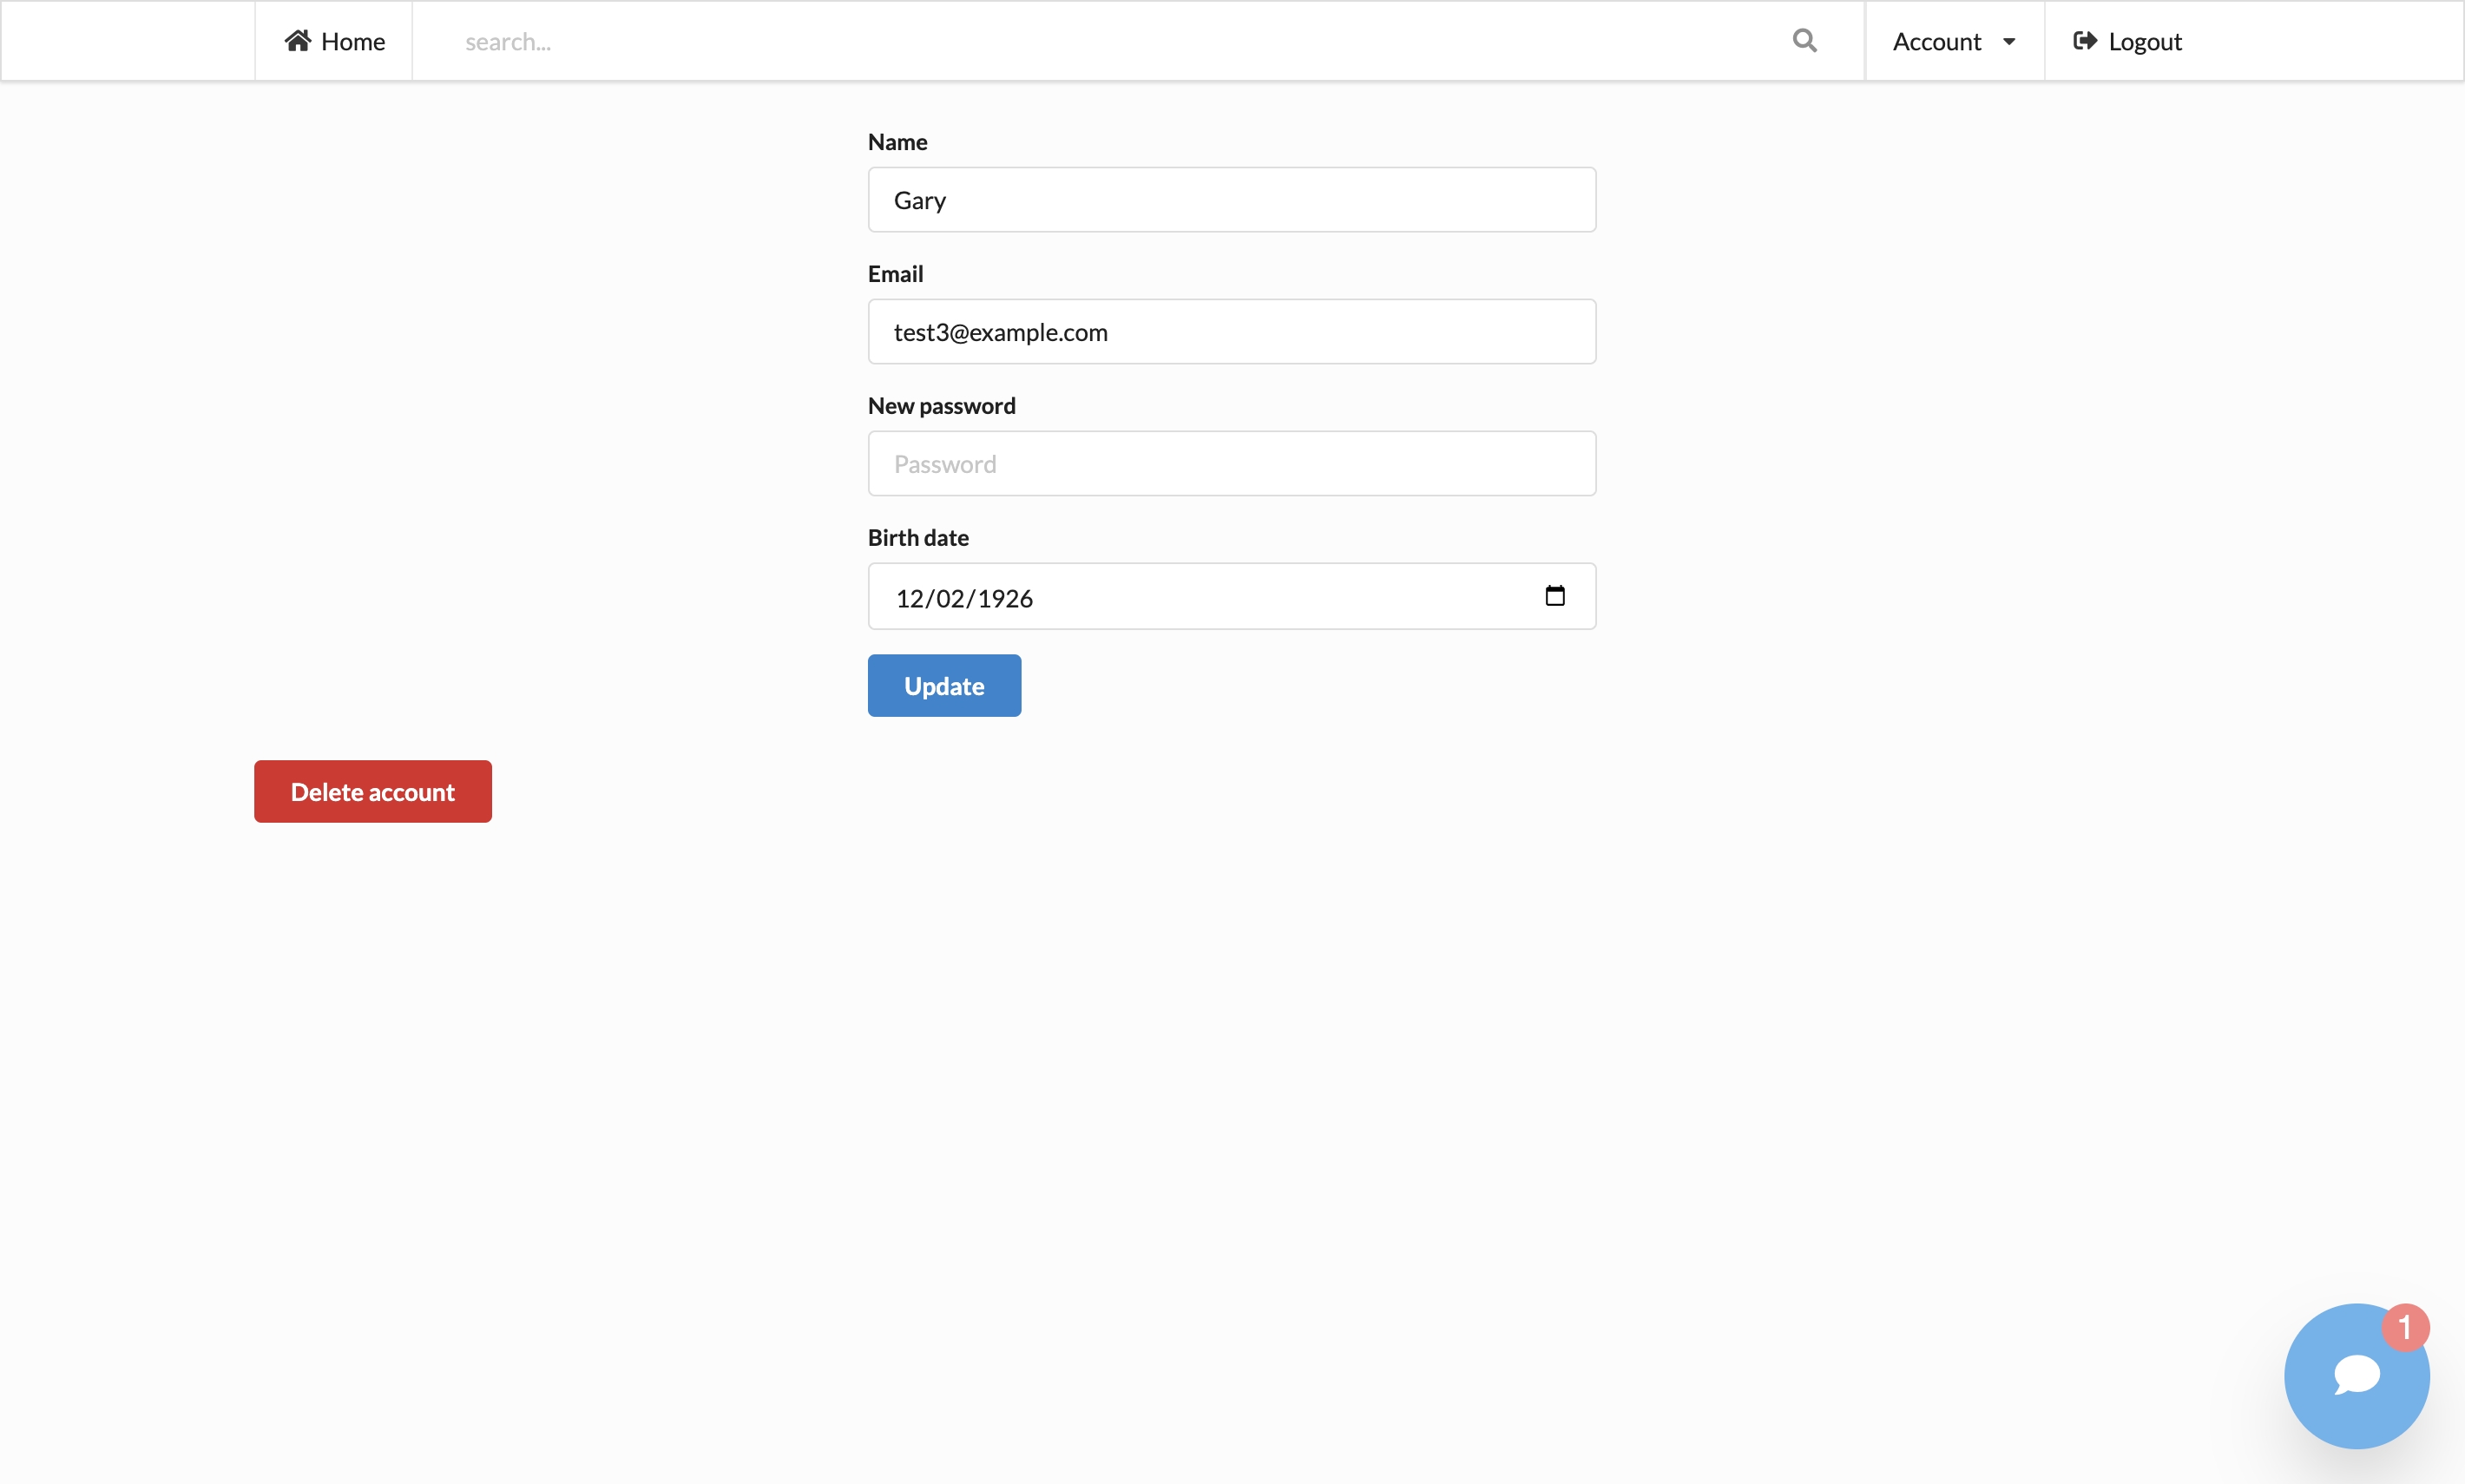 Home search... Account Logout
Name
Gary
Email
test3@example.com
New password
Password
Birth date
12/02/1926
Update
Delete account
1